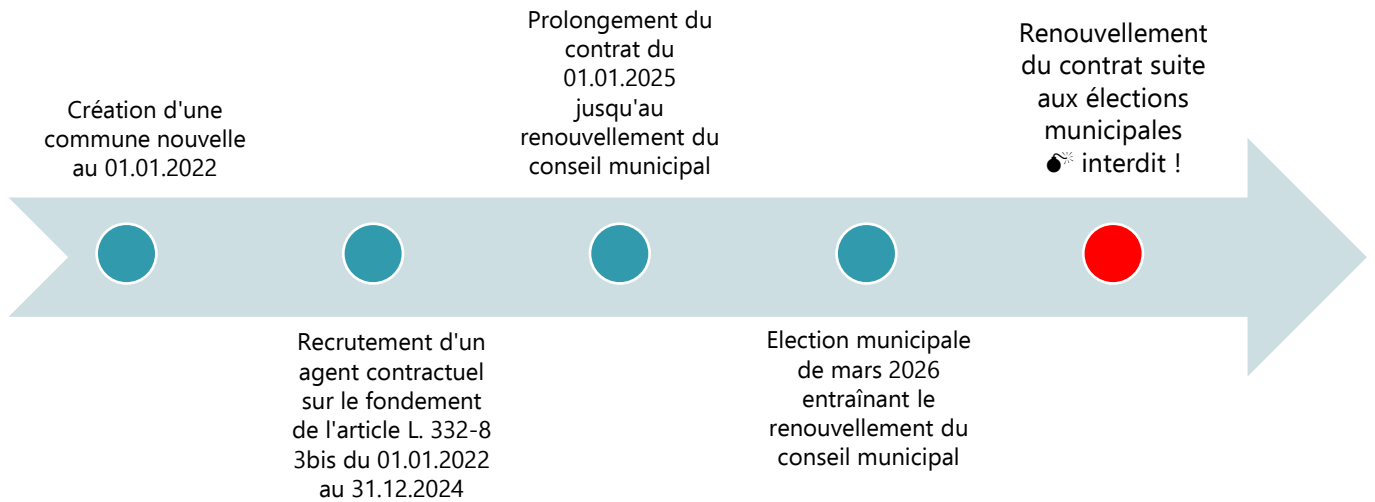 Création d'une
commune nouvelle
au 01.01.2022
Recrutement d'un
agent contractuel
sur le fondement
de l'article L. 332-8
3bis du 01.01.2022
au 31.12.2024
Prolongement du
contrat du
01.01.2025
jusqu'au
renouvellement du
conseil municipal
Election municipale
de mars 2026
entraînant le
renouvellement du
conseil municipal
Renouvellement
du contrat suite
aux élections
municipales
💣 interdit !